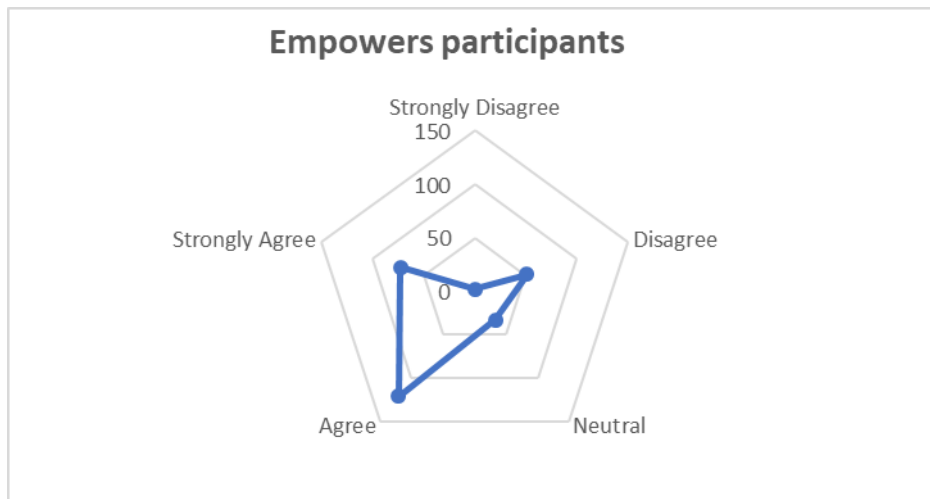 Empowers participants
Strongly Disagree
150
100
50
0
Strongly Agree
Disagree
Agree
Neutral